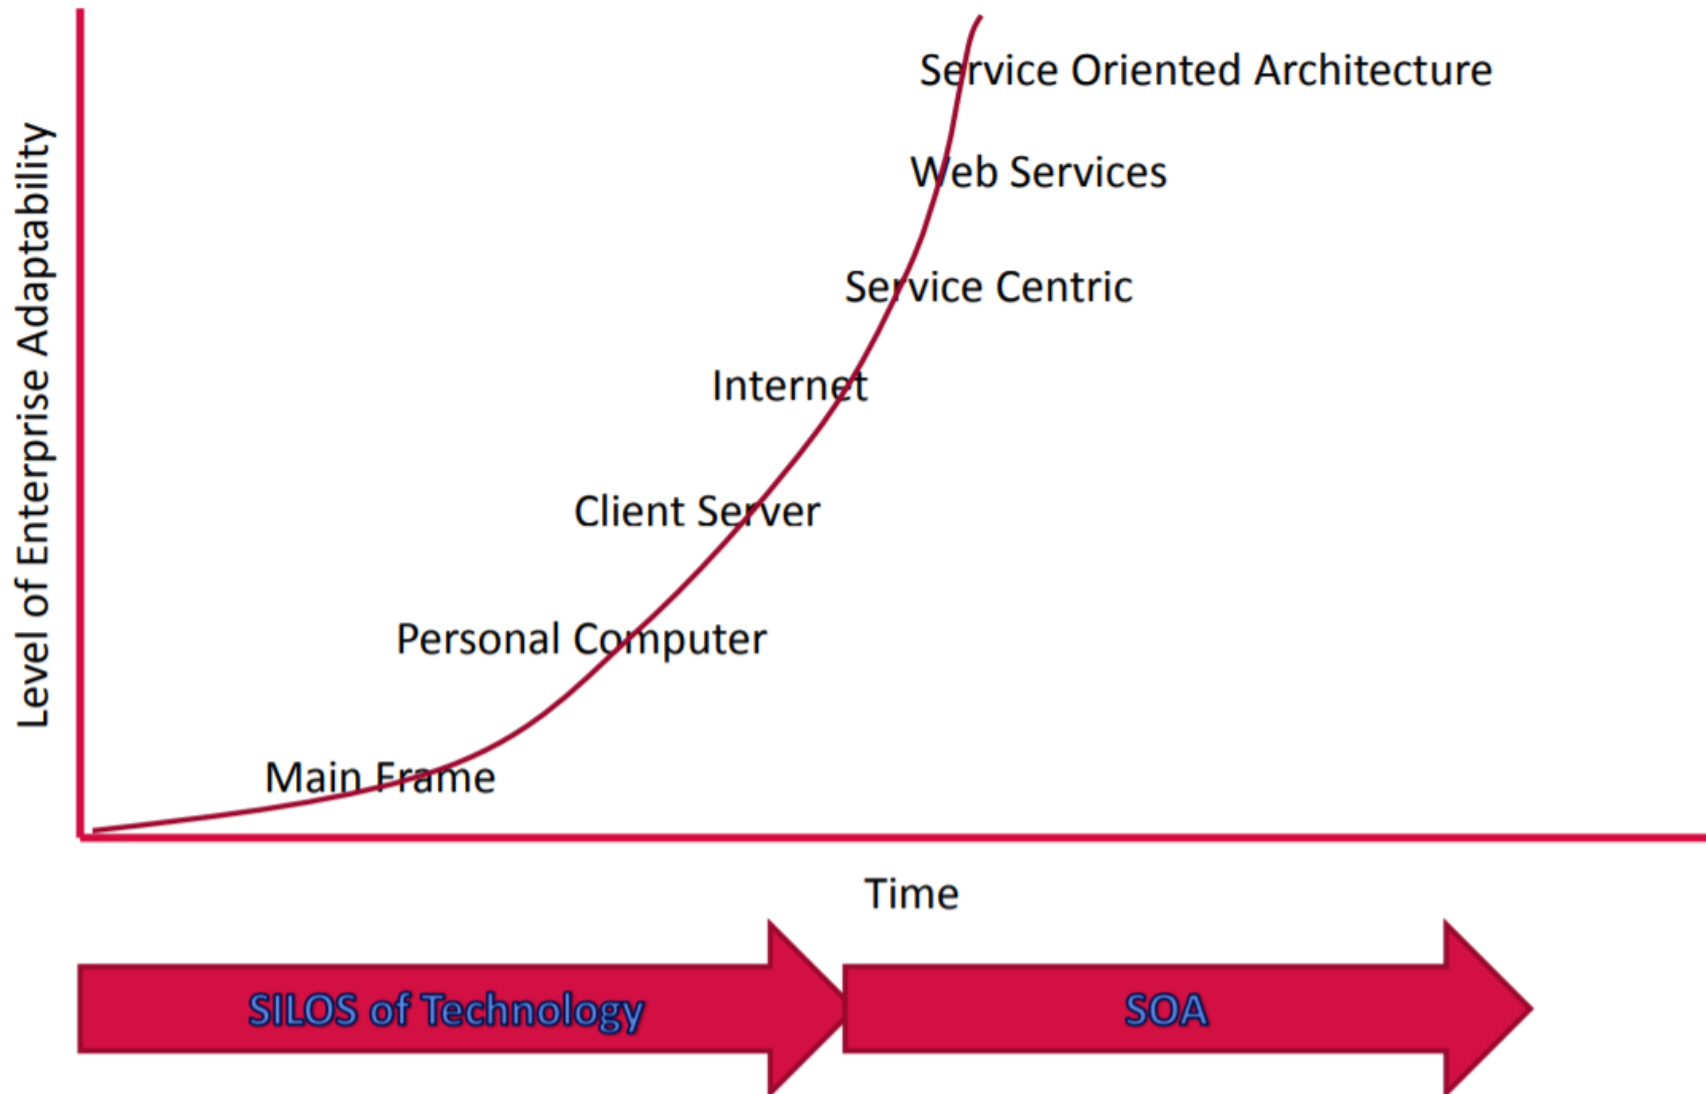 Service Oriented Architecture
Web Services
Service Centric
Internet
Client Server
Personal Computer
Main Frame
Level of Enterprise Adaptability
Time
SILOS of Technology
SOA